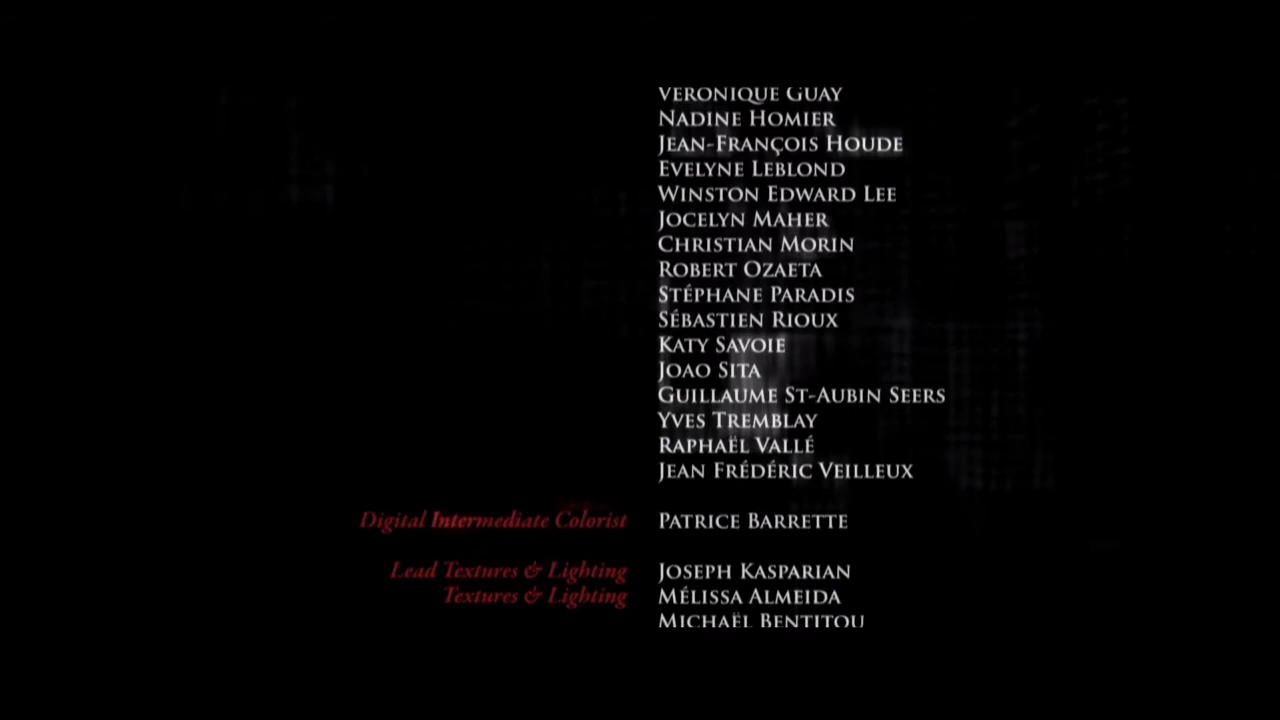 VERONIQUE GUAY
NADINE HOMIER
JEAN-FRANÇOIS HOUDE
EVELYNE LEBLOND
WINSTON EDWARD LEE
JOCELYN MAHER
CHRISTIAN MORIN
ROBERT OZAETA
STÉPHANE PARADIS
SÉBASTIEN RIOUX
KATY SAVOIE
JOAO SITA
GUILLAUME ST-AUBIN SEERS
YVES TREMBLAY
RAPHAËL VALLÉ
JEAN FRÉDÉRIC VEILLEUX
Digital Intermediate Colorist PATRICE BARRETTE
Lead Textures & Lighting JOSEPH KASPARIAN
Textures & Lighting MÉLISSA ALMEIDA
MICHAËL BENTITOU